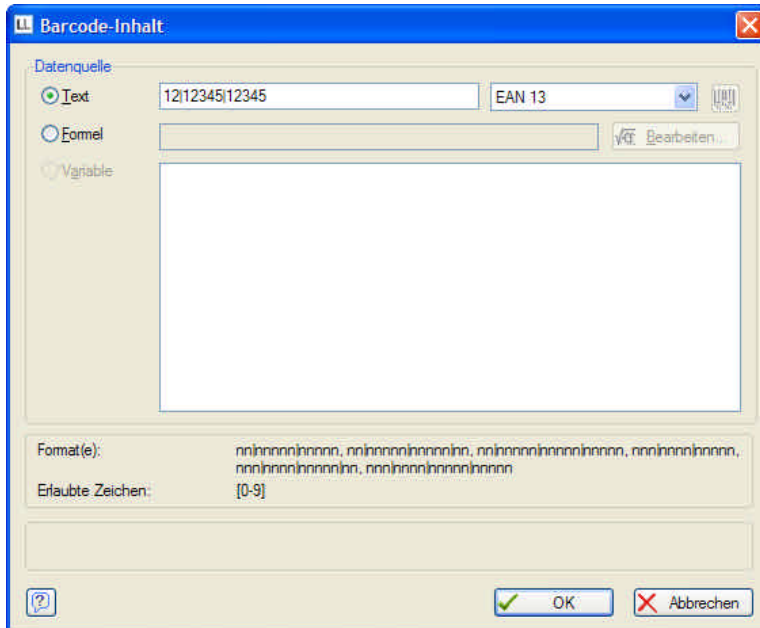 LL Barcode-Inhalt
Datenquelle
Text 12|12345|12345 EAN 13
Formel Bearbeiten...
Variable
Format(e): nn|nnnnn|nnnnn, nn|nnnnn|nnnnn|nn, nn|nnnnn|nnnnn|nnnnn, nnn|nnnn|nnnnn,
nnn|nnnn|nnnnn|nn, nnn|nnnn|nnnnn|nnnnn
Erlaubte Zeichen: [0-9]
? OK Abbrechen